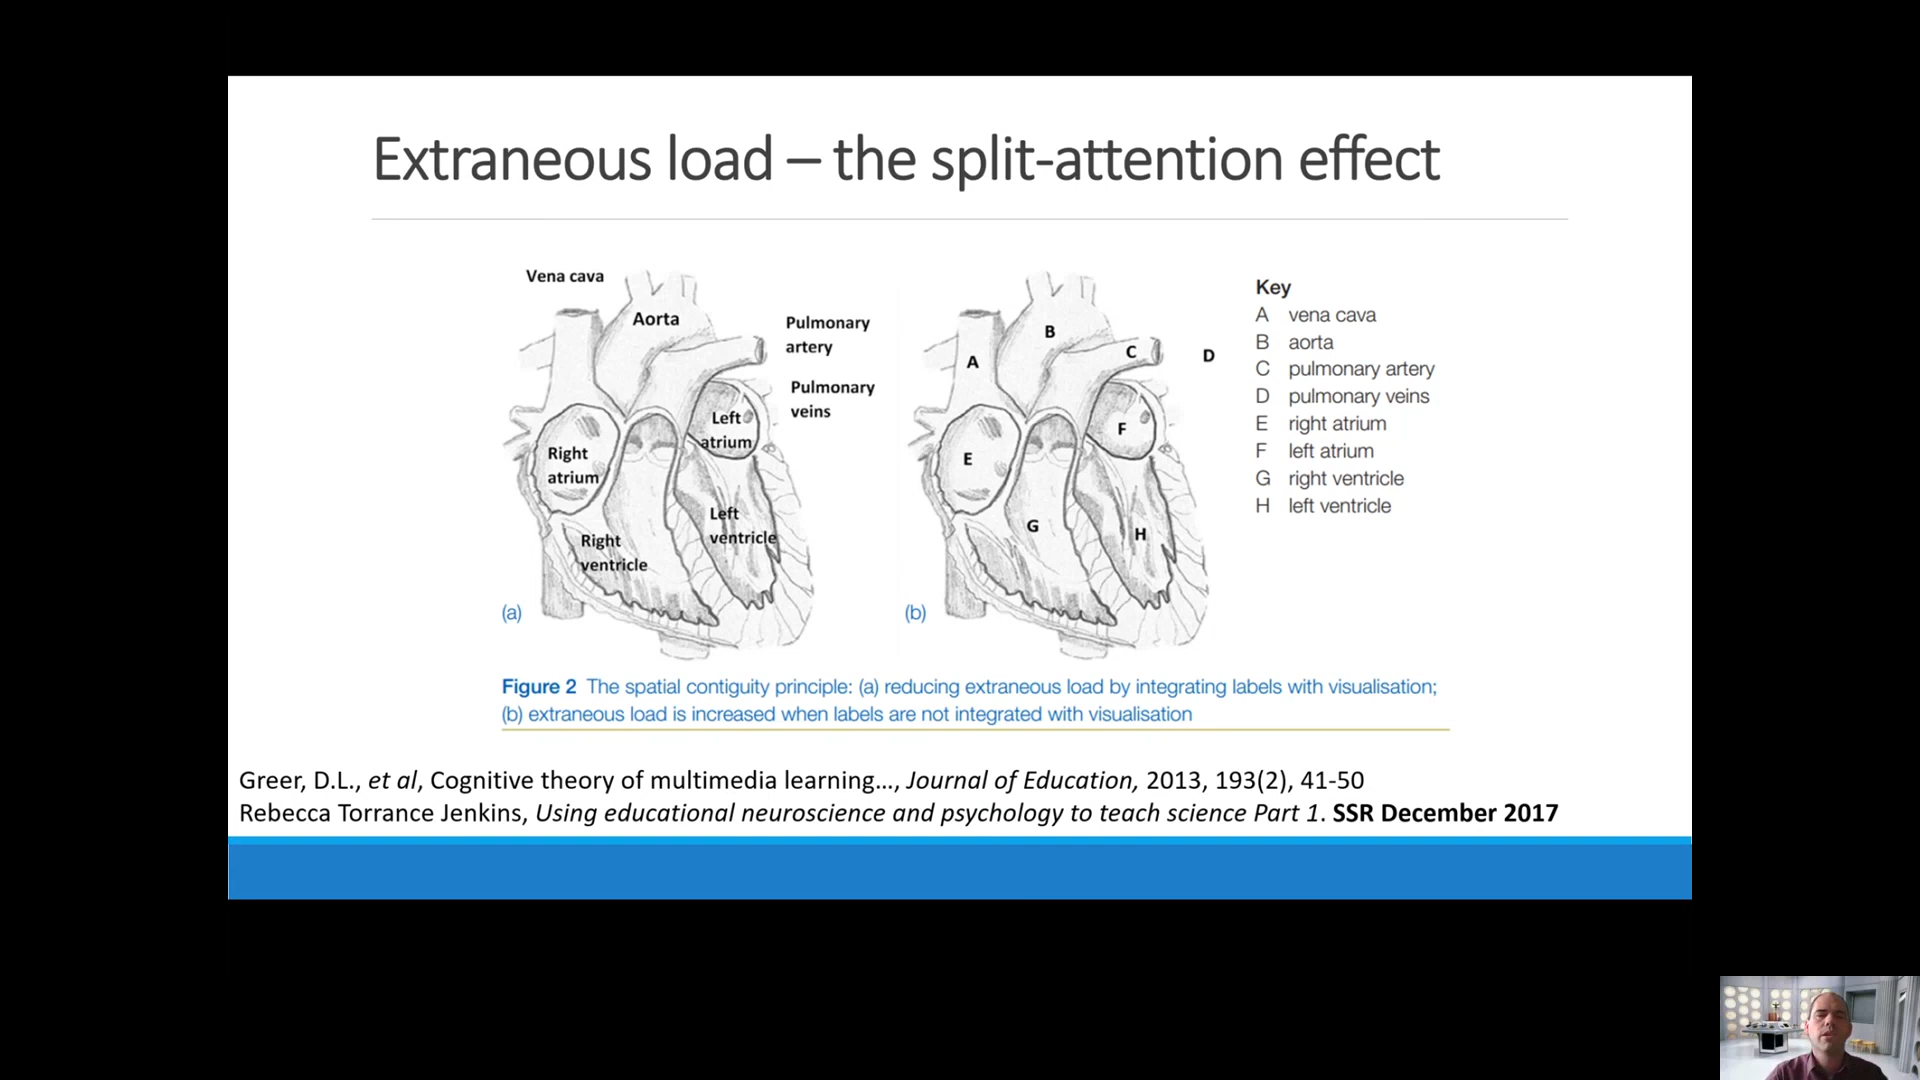 Extraneous load – the split-attention effect
Vena cava
Aorta
Pulmonary
artery
Pulmonary
veins
Left
atrium
Right
atrium
Left
ventricle
Right
ventricle
(a)
A
B
C
D
E
F
G
H
(b)
Key
A vena cava
B aorta
C pulmonary artery
D pulmonary veins
E right atrium
F left atrium
G right ventricle
H left ventricle
Figure 2 The spatial contiguity principle: (a) reducing extraneous load by integrating labels with visualisation;
(b) extraneous load is increased when labels are not integrated with visualisation
Greer, D.L., et al, Cognitive theory of multimedia learning..., Journal of Education, 2013, 193(2), 41-50
Rebecca Torrance Jenkins, Using educational neuroscience and psychology to teach science Part 1. SSR December 2017